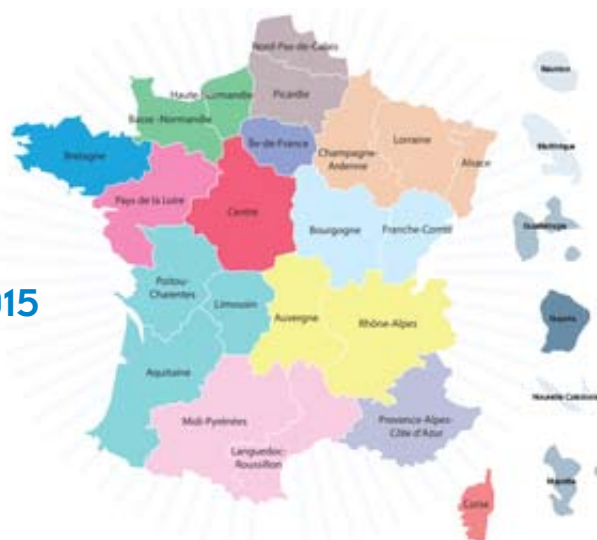 Nord-Pas-de-Calais
Haute-Normandie
Picardie
Basse-Normandie
Île-de-France
Champagne-
Ardenne
Lorraine
Alsace
Bretagne
Pays de la Loire
Centre
Bourgogne
Franche-Comté
Poitou-
Charentes
Limousin
Auvergne
Rhône-Alpes
Aquitaine
Midi-Pyrénées
Languedoc-
Roussillon
Provence-Alpes-
Côte d'Azur
Corse
015
Réunion
Martinique
Guadeloupe
Guyane
Nouvelle Calédonie
Mayotte